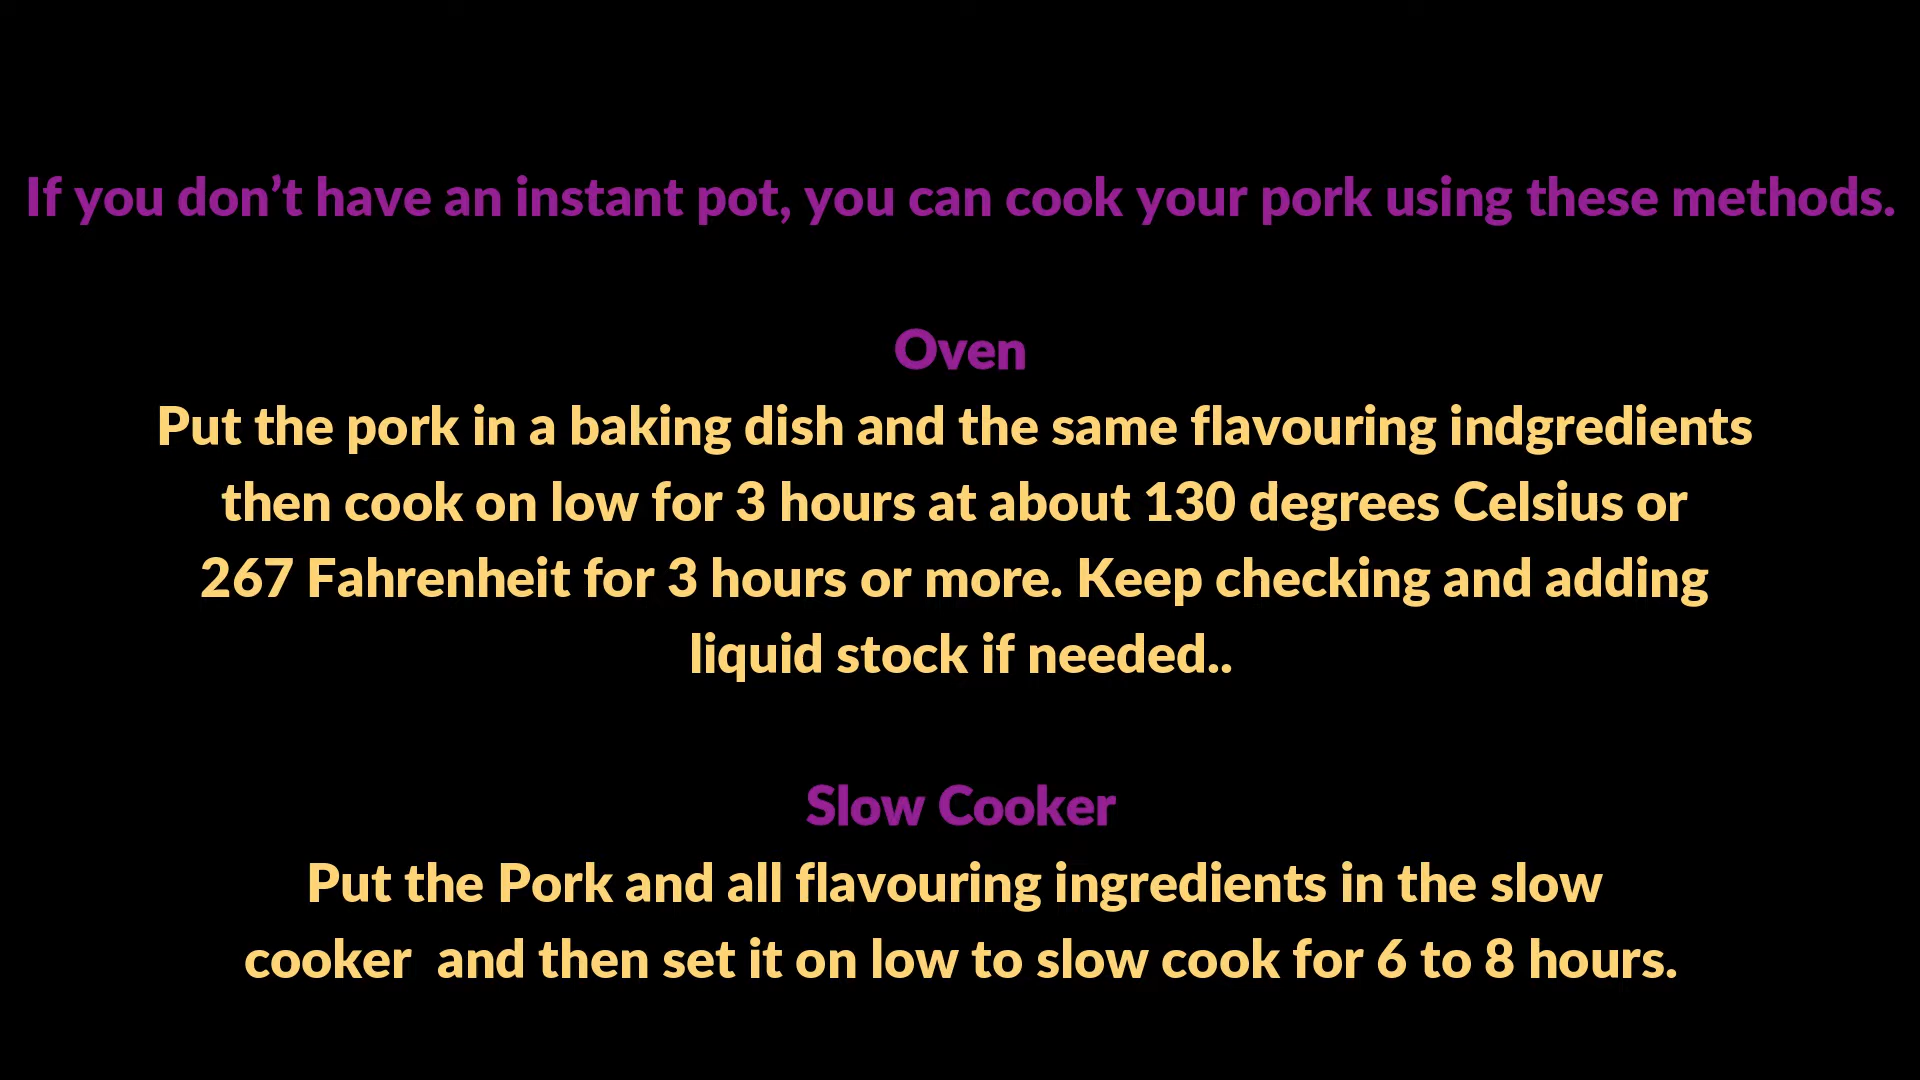 If you don’t have an instant pot, you can cook your pork using these methods.
Oven
Put the pork in a baking dish and the same flavouring indgredients
then cook on low for 3 hours at about 130 degrees Celsius or
267 Fahrenheit for 3 hours or more. Keep checking and adding
liquid stock if needed..
Slow Cooker
Put the Pork and all flavouring ingredients in the slow
cooker  and then set it on low to slow cook for 6 to 8 hours.